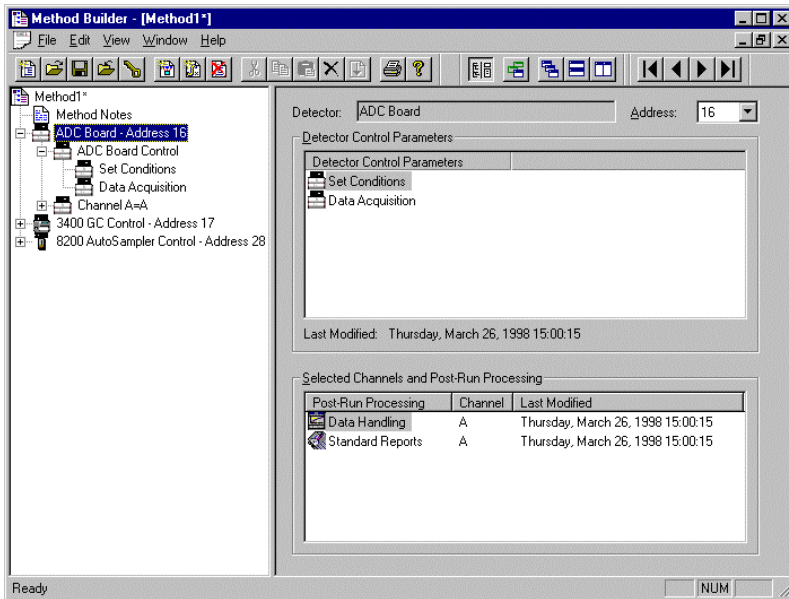 Method Builder - [Method1*]
File Edit View Window Help
Method1*
Method Notes
ADC Board - Address 16
ADC Board Control
Set Conditions
Data Acquisition
Channel A=A
3400 GC Control - Address 17
8200 AutoSampler Control - Address 28
Detector: ADC Board Address: 16
Detector Control Parameters
Detector Control Parameters
Set Conditions
Data Acquisition
Last Modified: Thursday, March 26, 1998 15:00:15
Selected Channels and Post-Run Processing
Post-Run Processing Channel Last Modified
Data Handling A Thursday, March 26, 1998 15:00:15
Standard Reports A Thursday, March 26, 1998 15:00:15
Ready NUM